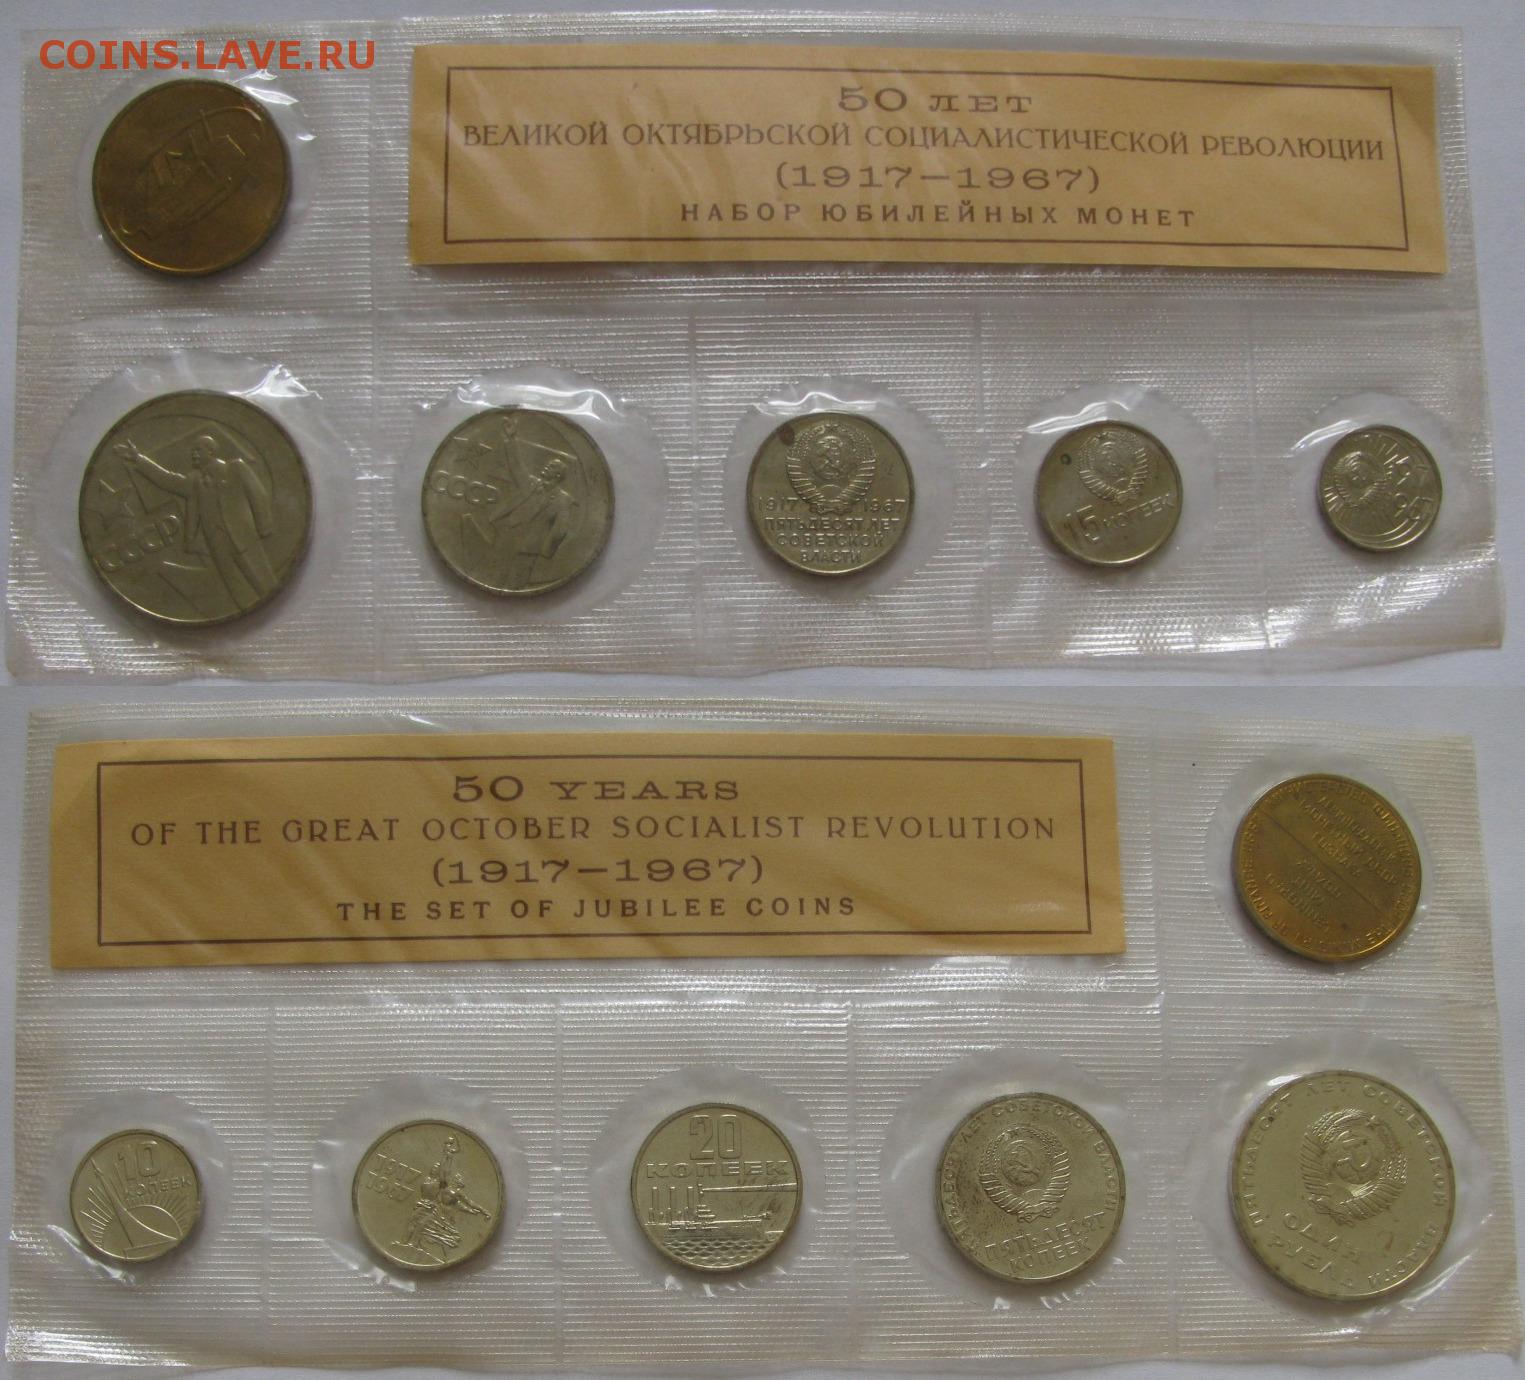 COINS.LAVE.RU
50 ЛЕТ
ВЕЛИКОЙ ОКТЯБРЬСКОЙ СОЦИАЛИСТИЧЕСКОЙ РЕВОЛЮЦИИ
(1917—1967)
НАБОР ЮБИЛЕЙНЫХ МОНЕТ
СССР
СССР
1917 1967
ПЯТЬДЕСЯТ ЛЕТ
СОВЕТСКОЙ
ВЛАСТИ
15 КОПЕЕК
50 YEARS
OF THE GREAT OCTOBER SOCIALIST REVOLUTION
(1917—1967)
THE SET OF JUBILEE COINS
10
КОПЕЕК
1917
1967
20
КОПЕЕК
ПЯТЬДЕСЯТ ЛЕТ СОВЕТСКОЙ ВЛАСТИ
ПЯТЬДЕСЯТ
КОПЕЕК
ПЯТЬДЕСЯТ ЛЕТ СОВЕТСКОЙ ВЛАСТИ
ОДИН
РУБЛЬ